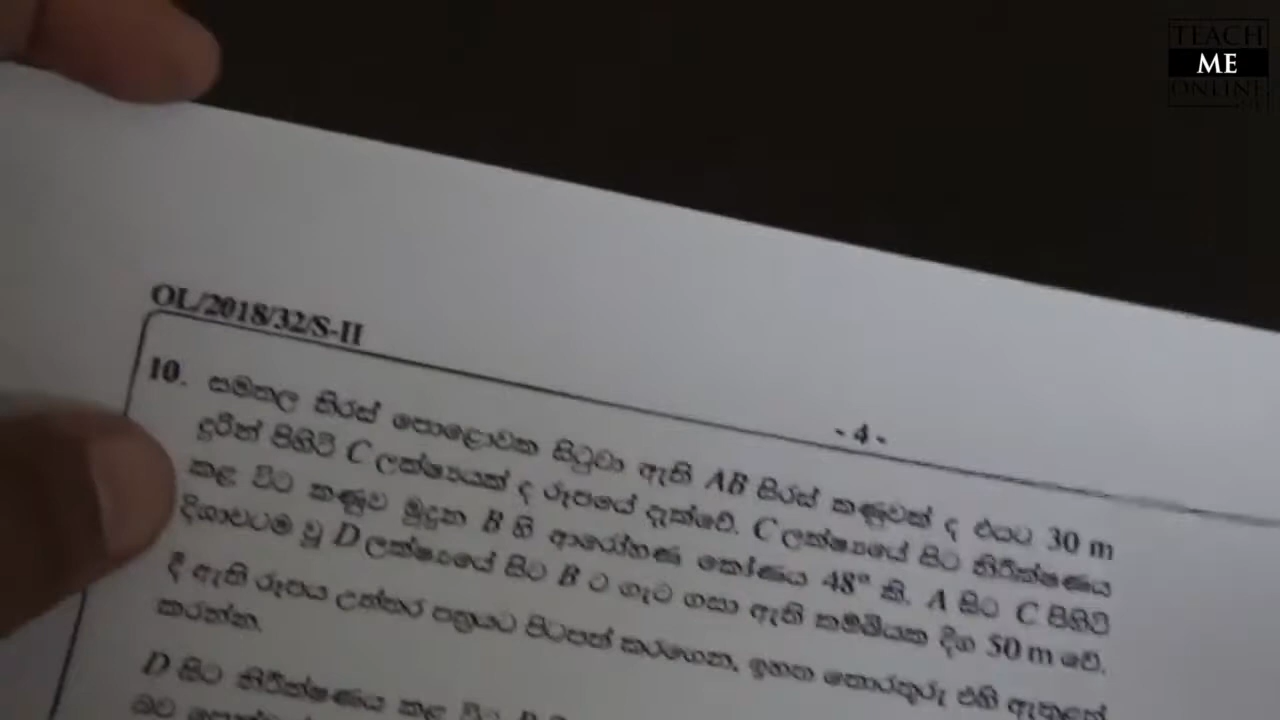 TEACH
ME
ONLINE
OL/2018/32/S-II
- 4 -
10. සමතල තිරස් පොළොවක සිටුවා ඇති AB සිරස් කණුවක් ද එයට 30 m
දුරින් පිහිටි C ලක්ෂ්‍යයක් ද රූපයේ දැක්වේ. C ලක්ෂ්‍යයේ සිට නිරීක්ෂණය
කළ විට කණුව මුදුන B හි ආරෝහණ කෝණය 48° කි. A සිට C පිහිටි
දිශාවටම වූ D ලක්ෂ්‍යයේ සිට B ට ගැට ගසා ඇති කම්බියක දිග 50 m වේ.
දී ඇති රූපය උත්තර පත්‍රයට පිටපත් කරගෙන, ඉහත තොරතුරු එහි ඇතුළත්
කරන්න.
D සිට නිරීක්ෂණය කළ විට B
බව